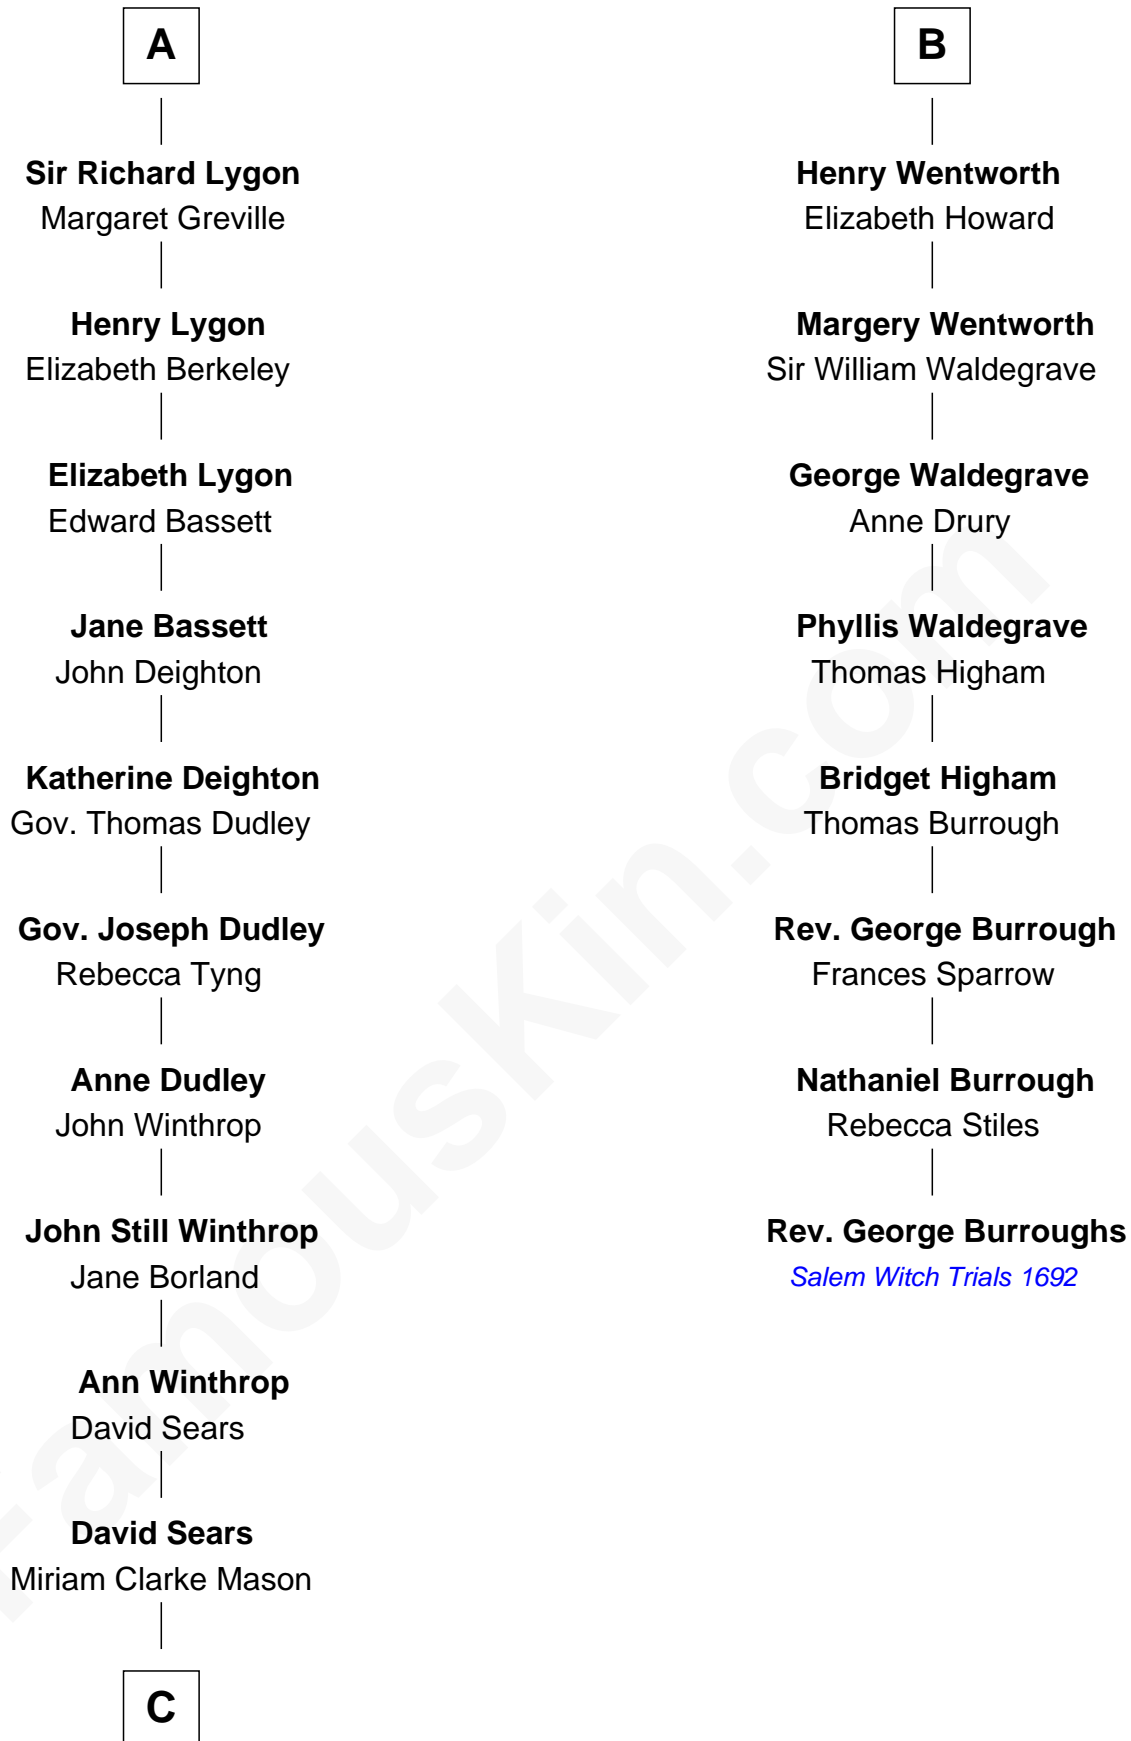 A
Sir Richard Lygon
Margaret Greville
Henry Lygon
Elizabeth Berkeley
Elizabeth Lygon
Edward Bassett
Jane Bassett
John Deighton
Katherine Deighton
Gov. Thomas Dudley
Gov. Joseph Dudley
Rebecca Tyng
Anne Dudley
John Winthrop
John Still Winthrop
Jane Borland
Ann Winthrop
David Sears
David Sears
Miriam Clarke Mason
C
B
Henry Wentworth
Elizabeth Howard
Margery Wentworth
Sir William Waldegrave
George Waldegrave
Anne Drury
Phyllis Waldegrave
Thomas Higham
Bridget Higham
Thomas Burrough
Rev. George Burrough
Frances Sparrow
Nathaniel Burrough
Rebecca Stiles
Rev. George Burroughs
Salem Witch Trials 1692
FamousKin.com